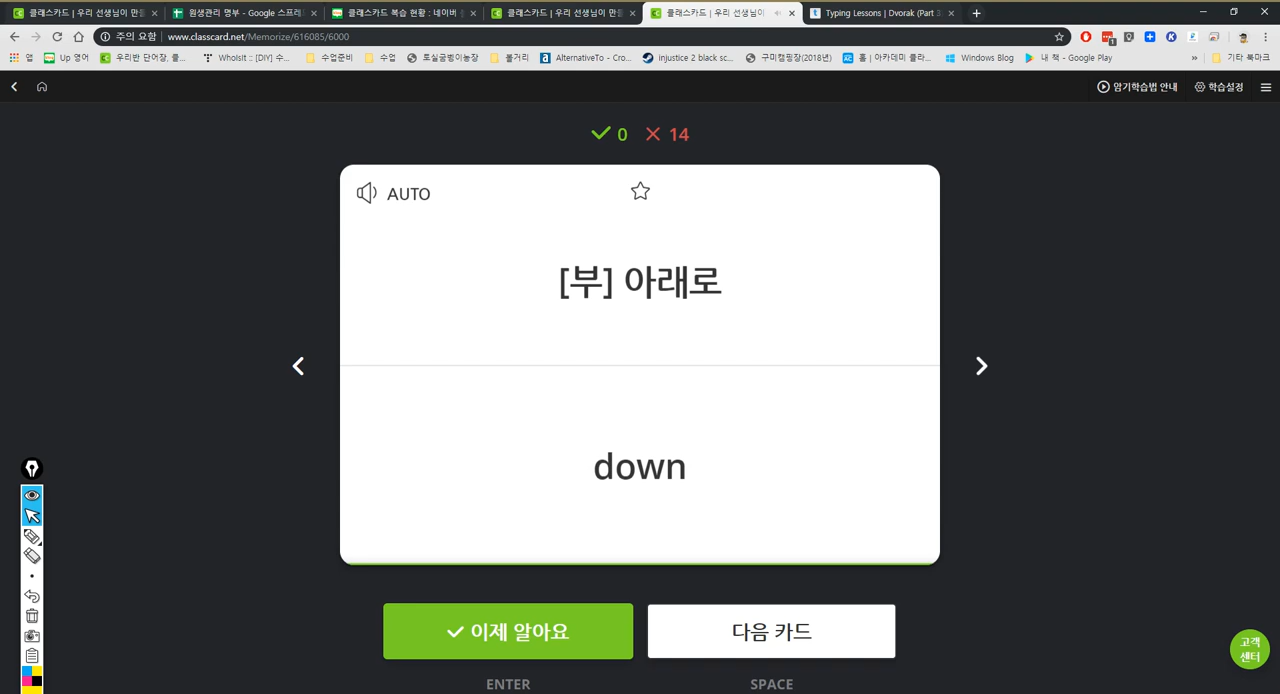 클래스카드 | 우리 선생님이 만든
원생관리 명부 - Google 스프레드
클래스카드 복습 현황 : 네이버
클래스카드 | 우리 선생님이 만든
클래스카드 | 우리 선생님이
Typing Lessons | Dvorak (Part 3
주의 요함 | www.classcard.net/Memorize/616085/6000
앱
Up 영어
우리반 단어장, 클...
WhoIst :: [DIY] 수...
수업준비
수업
토실궁벵이농장
볼거리
AlternativeTo - Cro...
injustice 2 black sc...
구미캠핑장(2018년)
홈 | 아카데미 클라...
Windows Blog
내 책 - Google Play
»
기타 북마크
암기학습법 안내
학습설정
0 14
AUTO
[부] 아래로
down
이제 알아요
다음 카드
ENTER
SPACE
고객
센터